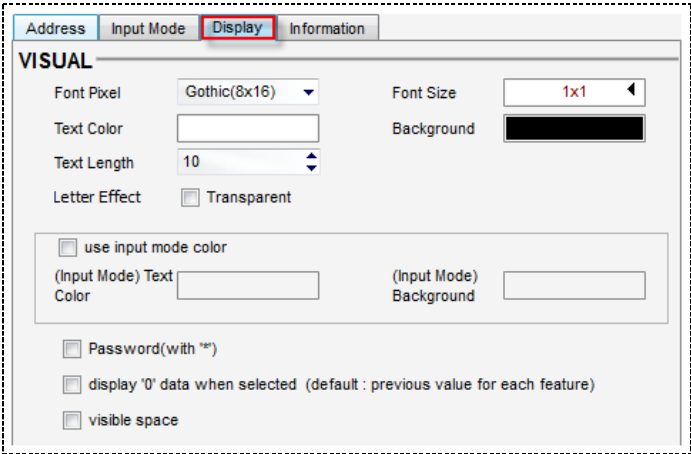 Address Input Mode Display Information
VISUAL
Font Pixel Gothic(8x16) Font Size 1x1
Text Color Background
Text Length 10
Letter Effect Transparent
use input mode color
(Input Mode) Text Color (Input Mode) Background
Password(with '*')
display '0' data when selected (default : previous value for each feature)
visible space